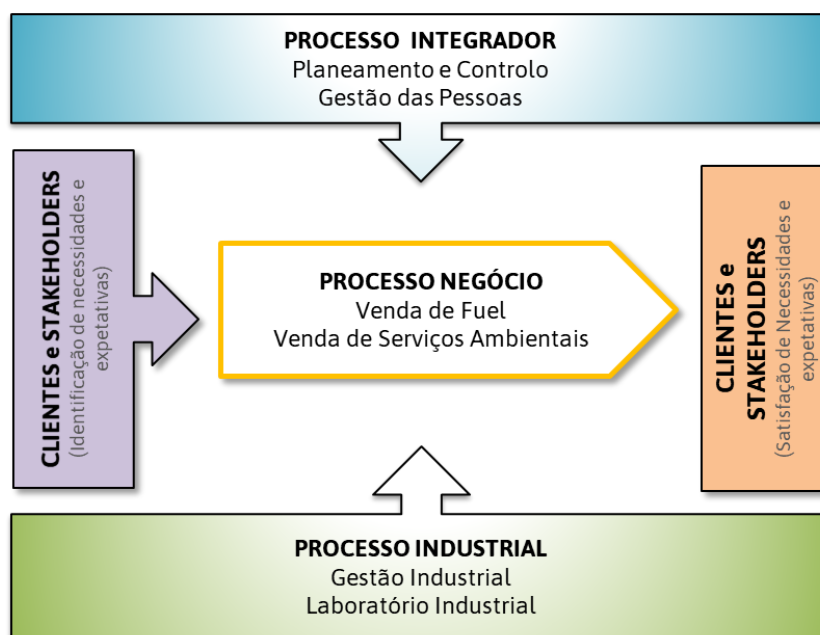 PROCESSO INTEGRADOR
Planeamento e Controlo
Gestão das Pessoas
CLIENTES e STAKEHOLDERS
(Identificação de necessidades e
expetativas)
PROCESSO NEGÓCIO
Venda de Fuel
Venda de Serviços Ambientais
CLIENTES e
STAKEHOLDERS
(Satisfação de Necessidades e
expetativas)
PROCESSO INDUSTRIAL
Gestão Industrial
Laboratório Industrial